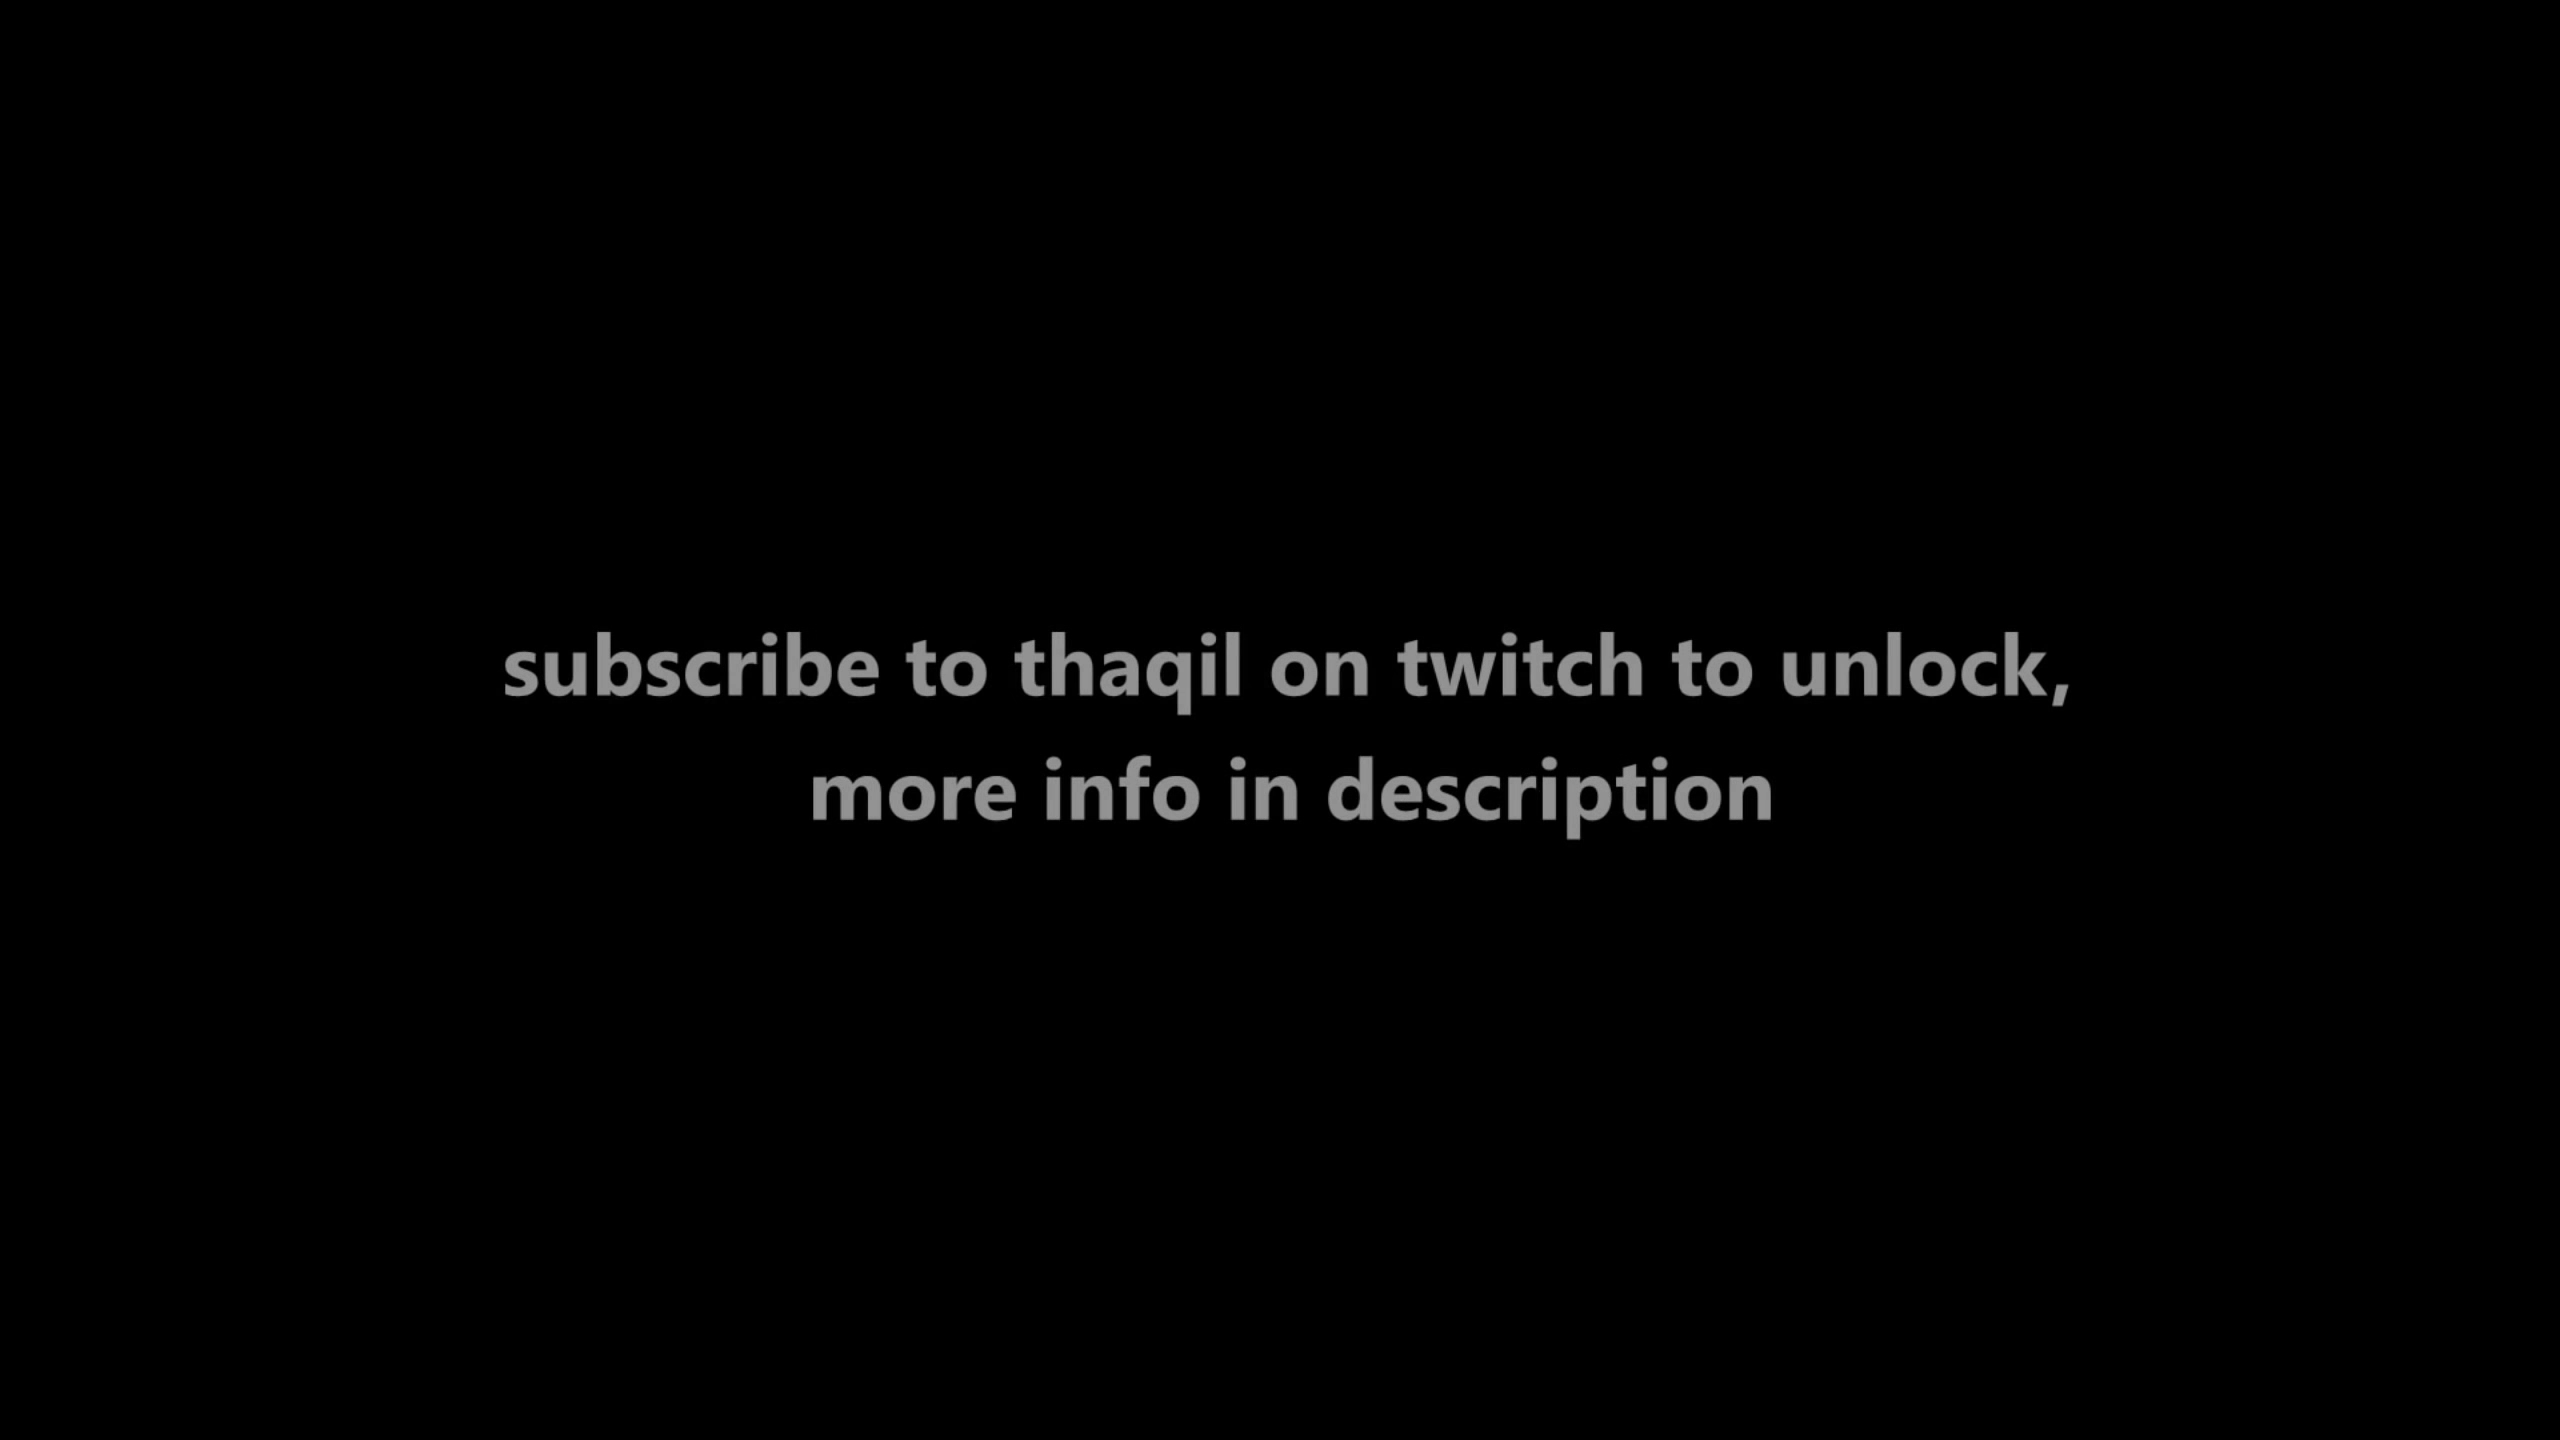 subscribe to thaqil on twitch to unlock,
more info in description